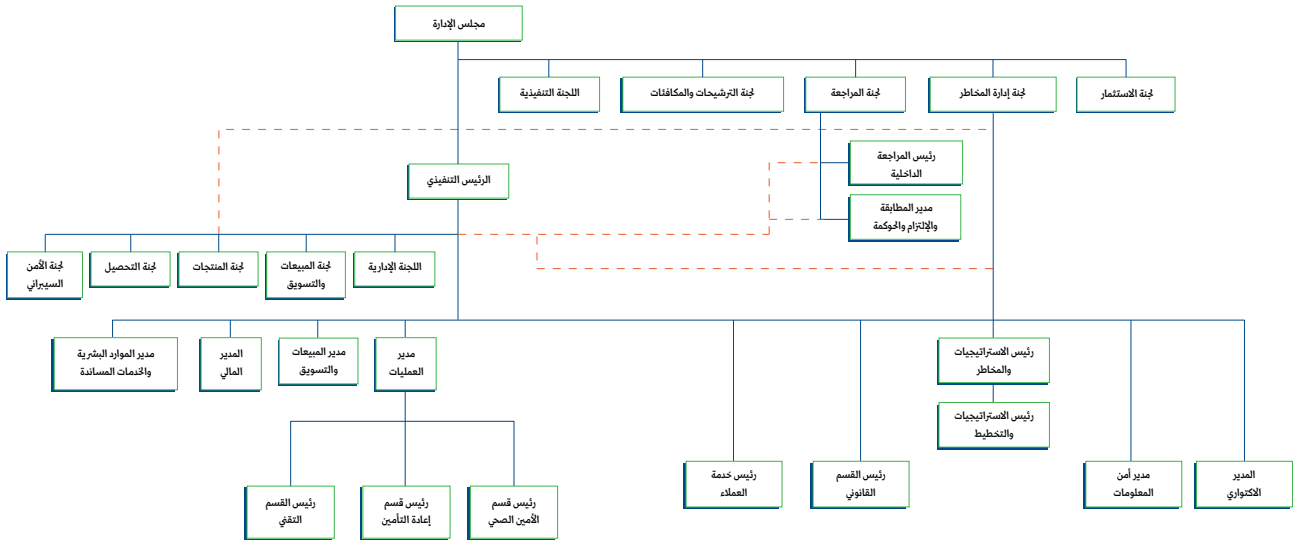 مجلس الإدارة
لجنة الاستثمار
لجنة إدارة المخاطر
لجنة المراجعة
لجنة الترشيحات والمكافئات
اللجنة التنفيذية
رئيس المراجعة
الداخلية
الرئيس التنفيذي
مدير المطابقة
والإلتزام والحوكمة
اللجنة الإدارية
لجنة المبيعات
والتسويق
لجنة المنتجات
لجنة التحصيل
لجنة الأمن
السيبراني
رئيس الاستراتيجيات
والمخاطر
مدير
العمليات
مدير المبيعات
والتسويق
المدير
المالي
مدير الموارد البشرية
والخدمات المساندة
رئيس الاستراتيجيات
والتخطيط
المدير
الاكتواري
مدير أمن
المعلومات
رئيس القسم
القانوني
رئيس خدمة
العملاء
رئيس قسم
الأمين الصحي
رئيس قسم
إعادة التأمين
رئيس القسم
التقني